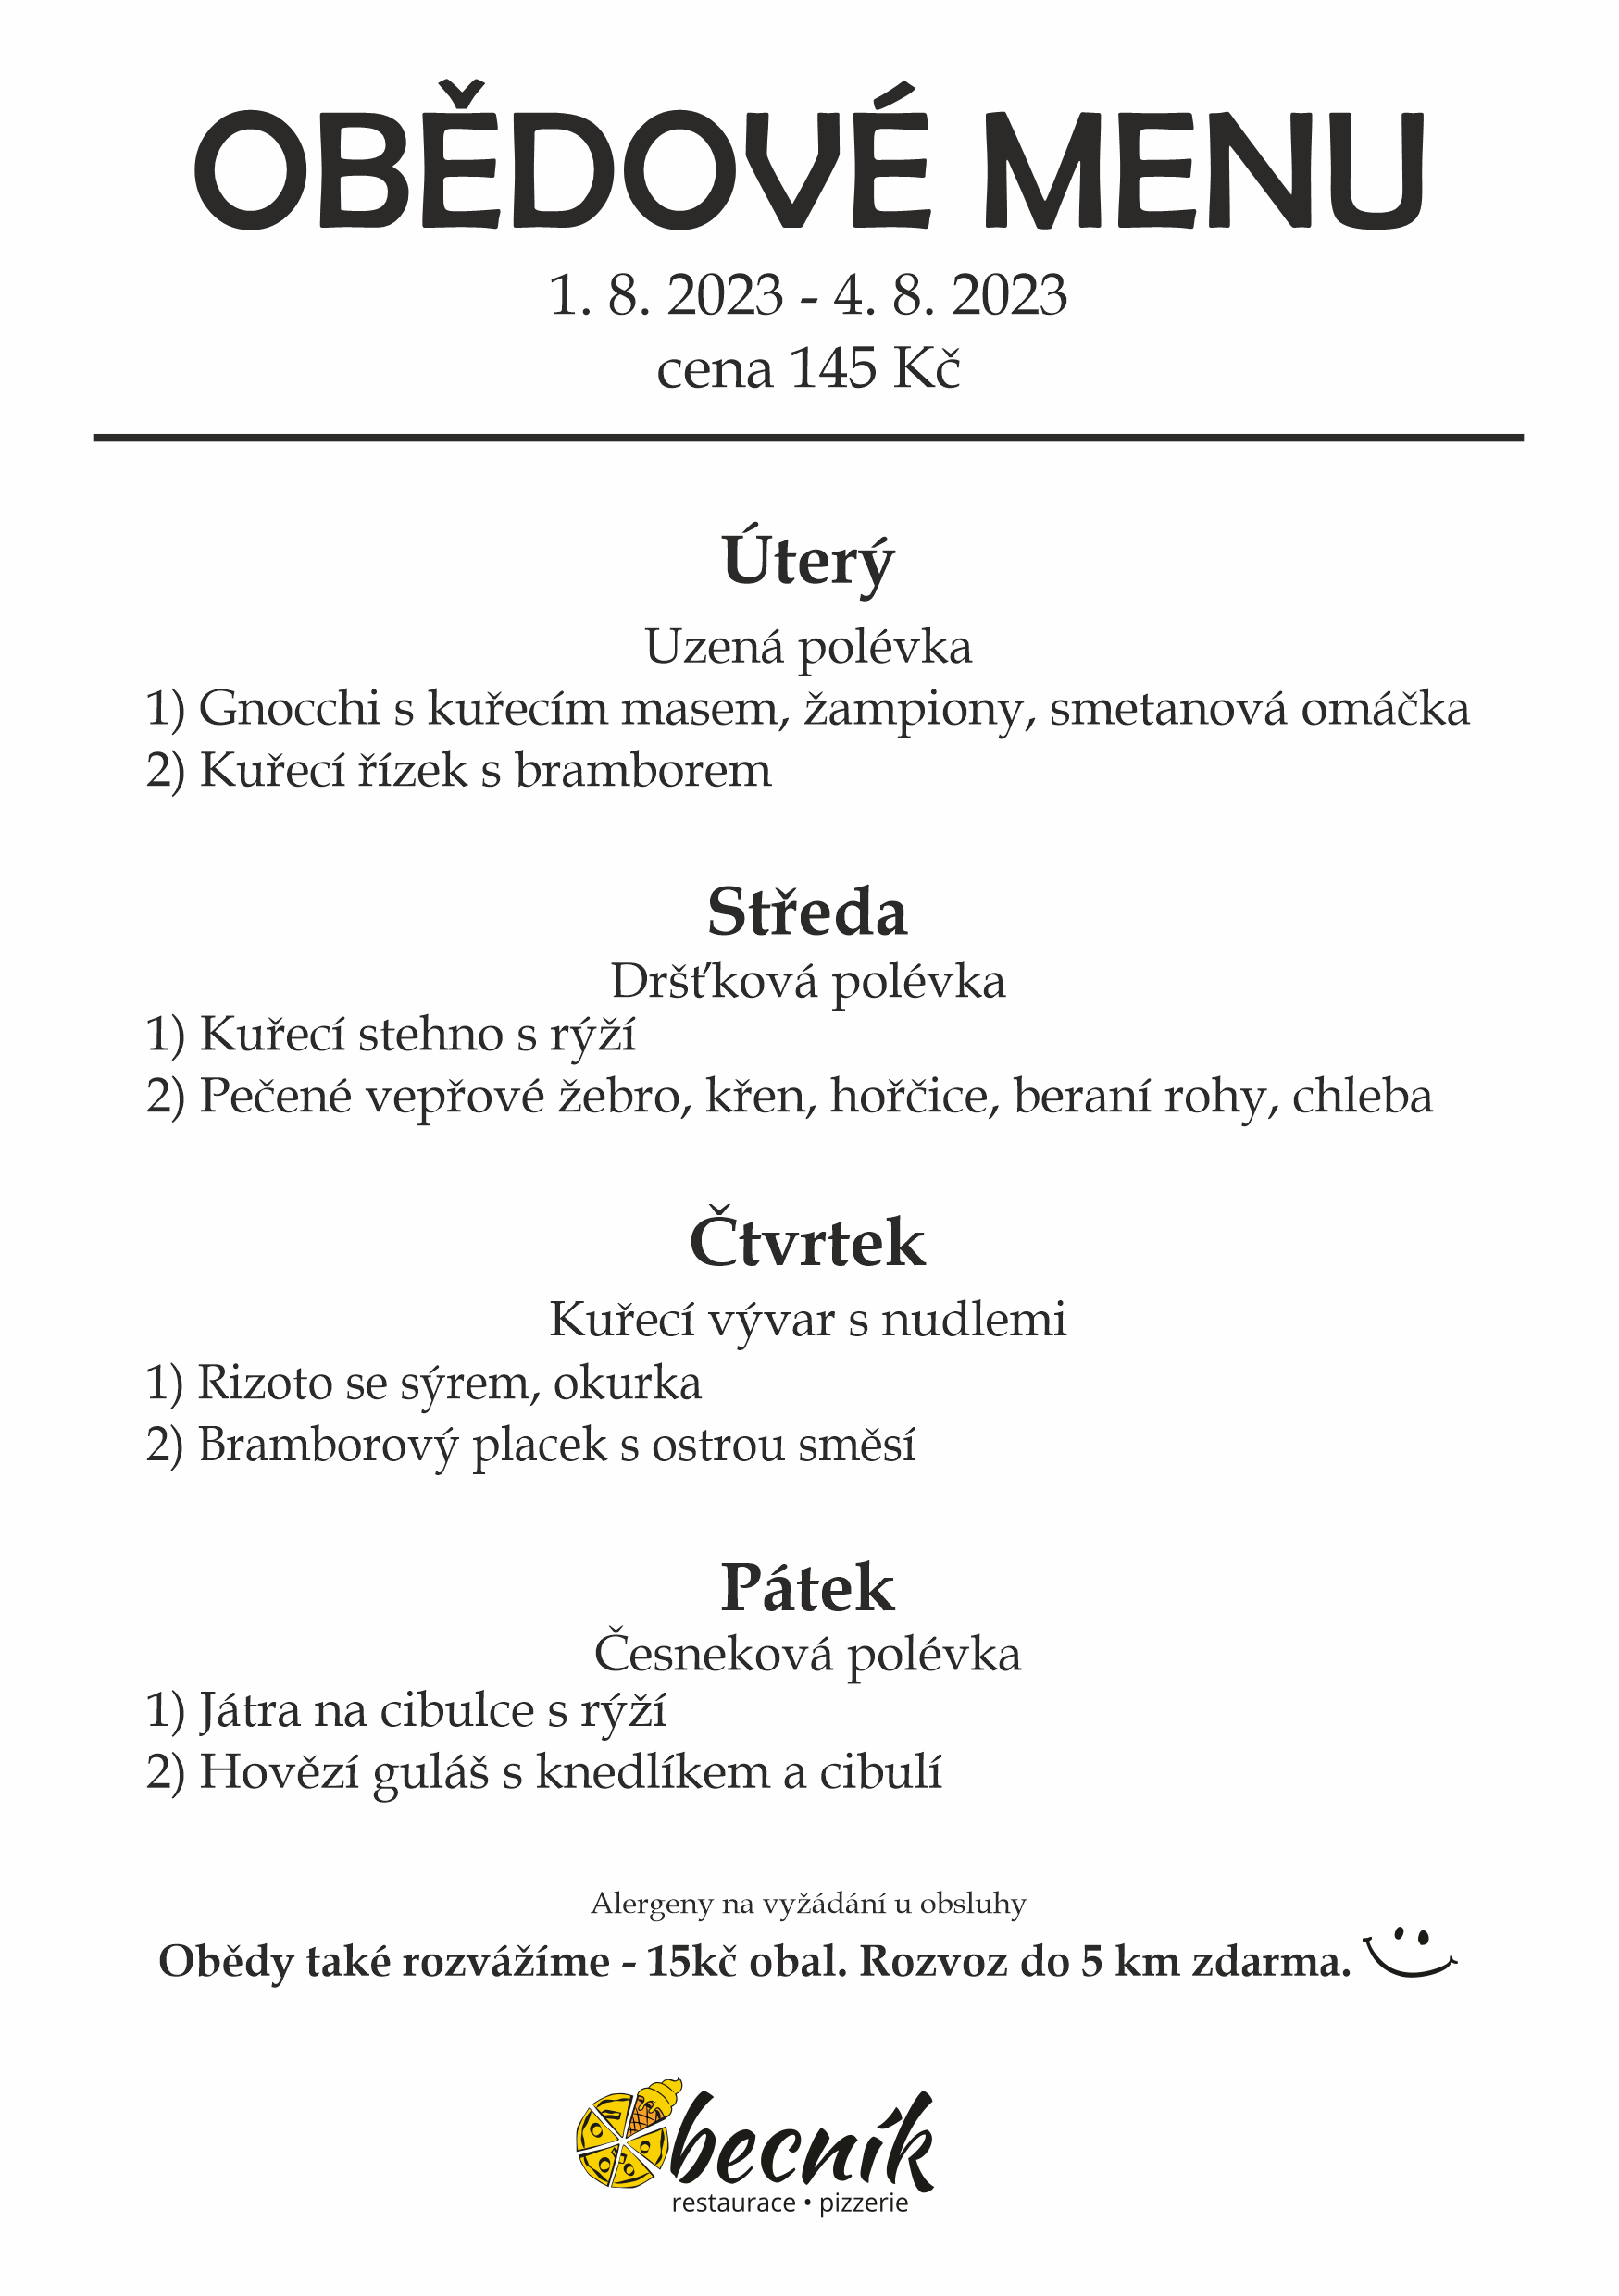 OBĚDOVÉ MENU
1. 8. 2023 - 4. 8. 2023
cena 145 Kč
Úterý
Uzená polévka
1) Gnocchi s kuřecím masem, žampiony, smetanová omáčka
2) Kuřecí řízek s bramborem
Středa
Dršťková polévka
1) Kuřecí stehno s rýží
2) Pečené vepřové žebro, křen, hořčice, beraní rohy, chleba
Čtvrtek
Kuřecí vývar s nudlemi
1) Rizoto se sýrem, okurka
2) Bramborový placek s ostrou směsí
Pátek
Česneková polévka
1) Játra na cibulce s rýží
2) Hovězí guláš s knedlíkem a cibulí
Alergeny na vyžádání u obsluhy
Obědy také rozvážíme - 15kč obal. Rozvoz do 5 km zdarma.
becník
restaurace • pizzerie